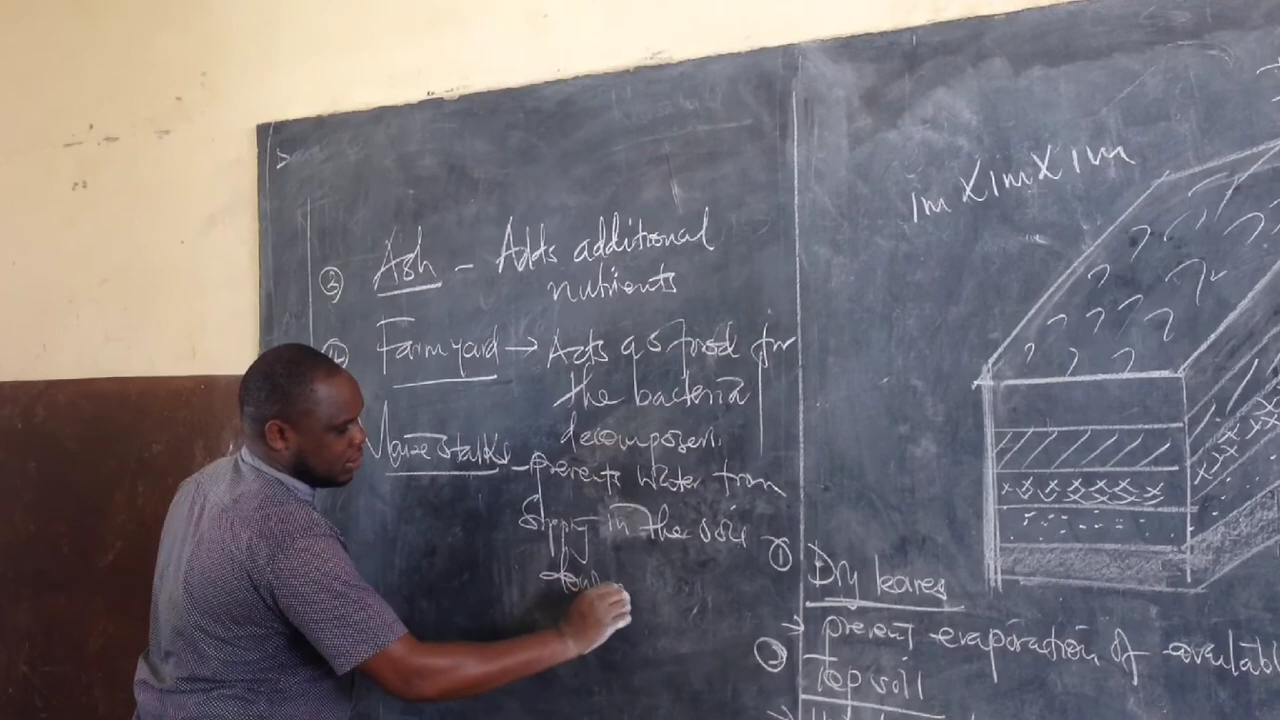 ③ Ash - Adds additional
nutrients
④ Farmyard → Acts as food for
the bacteria
decomposers.
Maize stalks - prevents water from
in the soil
1m X 1m X 1m
① Dry leaves
→ prevent evaporation of
② Top soil